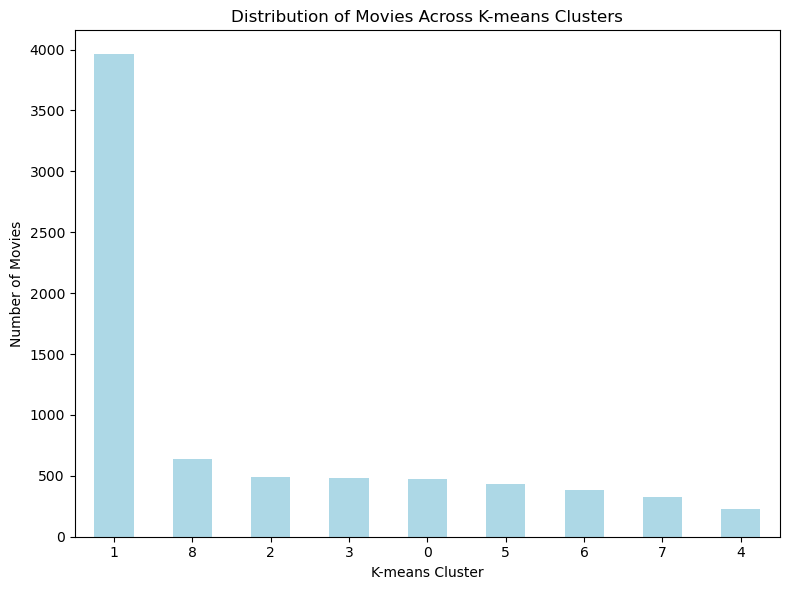 Distribution of Movies Across K-means Clusters
4000
3500
3000
2500
2000
1500
1000
500
0
Number of Movies
1 8 2 3 0 5 6 7 4
K-means Cluster